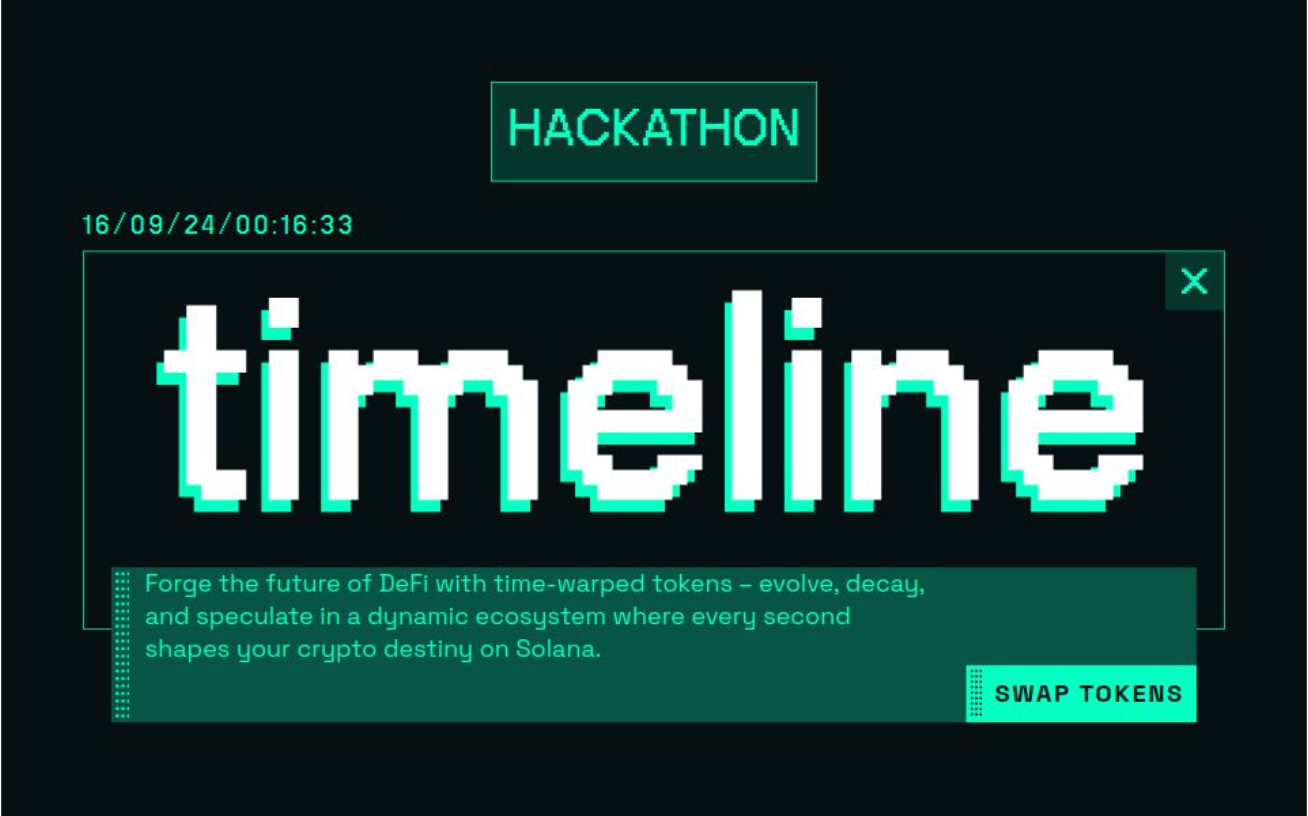 HACKATHON
16/09/24/00:16:33
timeline
Forge the future of DeFi with time-warped tokens – evolve, decay,
and speculate in a dynamic ecosystem where every second
shapes your crypto destiny on Solana.
SWAP TOKENS